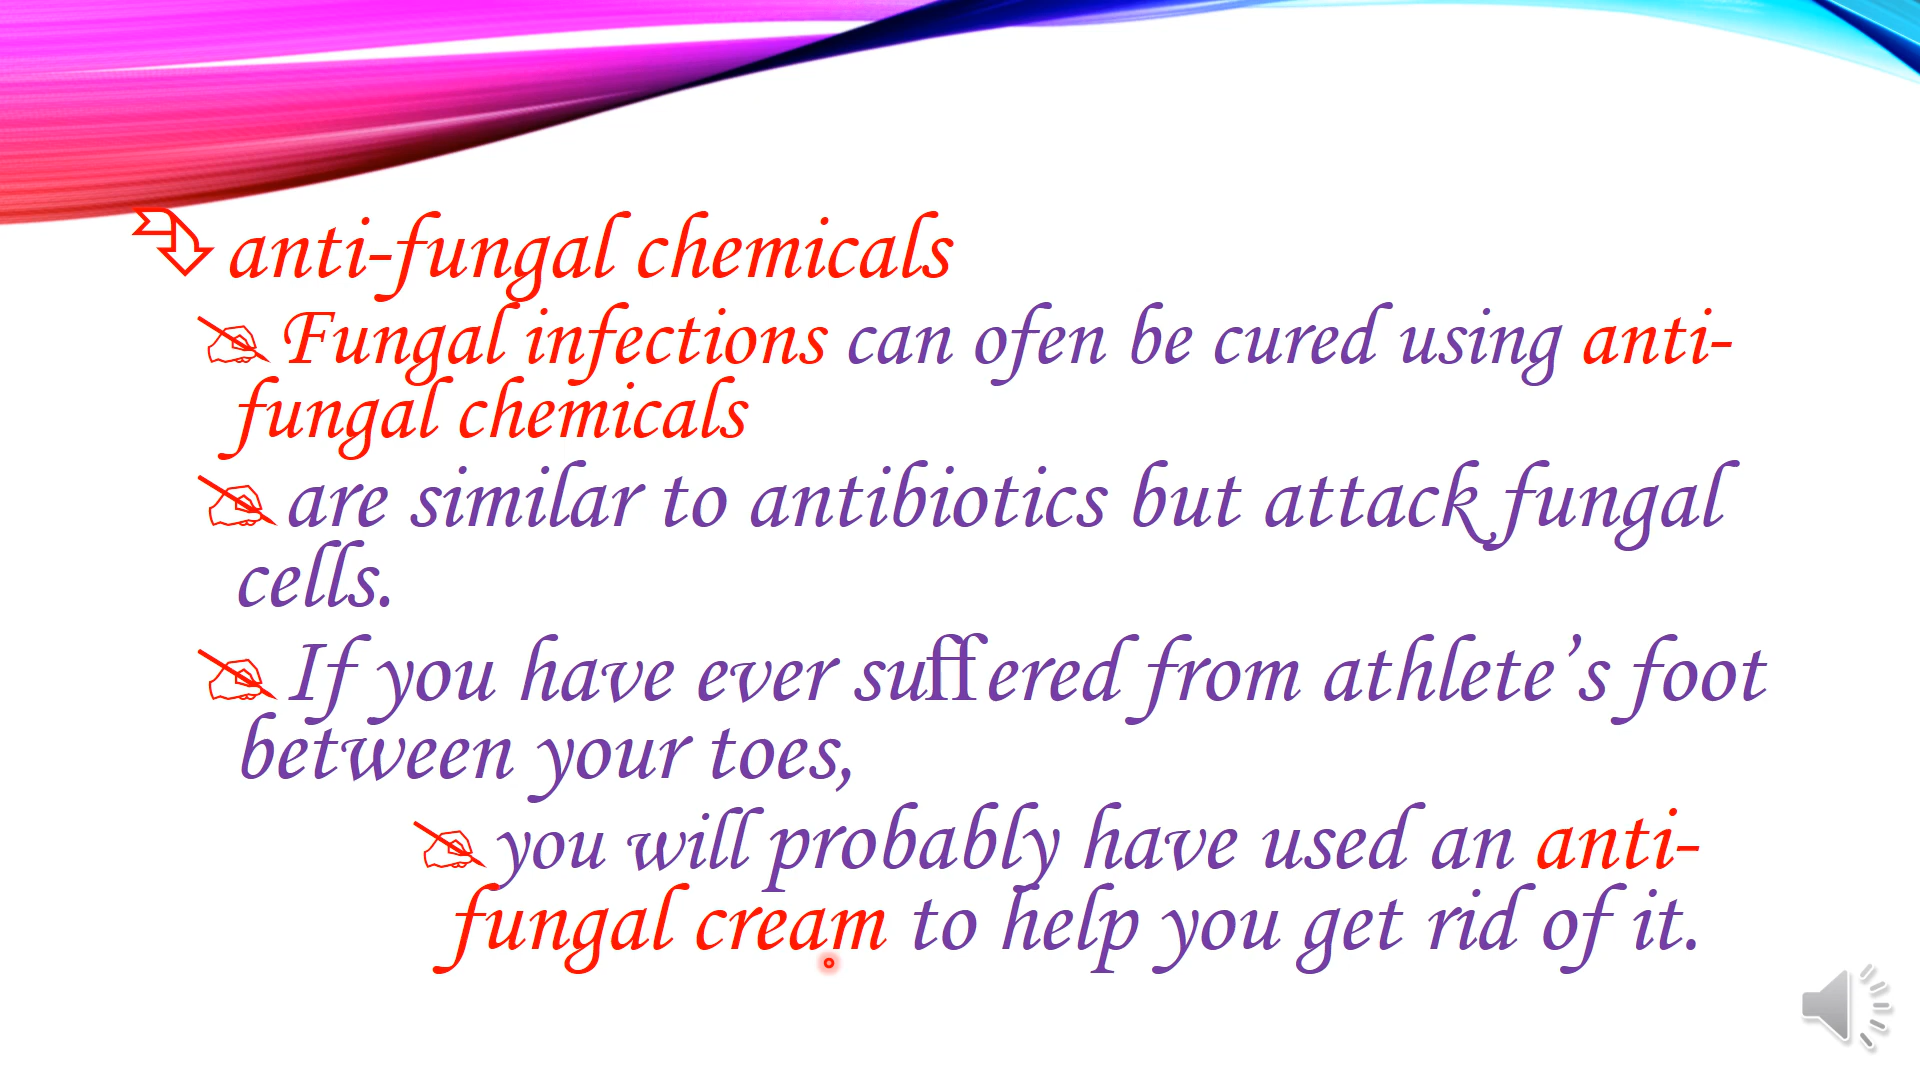 anti-fungal chemicals
Fungal infections can ofen be cured using anti-
fungal chemicals
are similar to antibiotics but attack fungal
cells.
If you have ever suffered from athlete’s foot
between your toes,
you will probably have used an anti-
fungal cream to help you get rid of it.